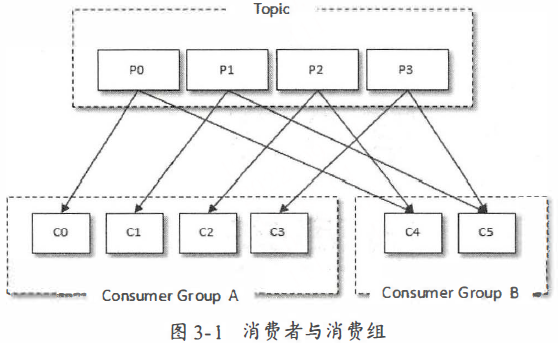 Topic
P0 P1 P2 P3
C0 C1 C2 C3 C4 C5
Consumer Group A Consumer Group B
图 3-1 消费者与消费组